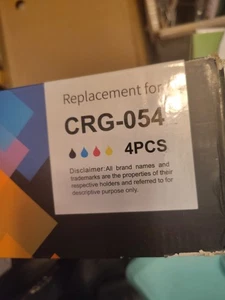 Replacement for
CRG-054
4PCS
Disclaimer:All brand names and
trademarks are the properties of their
respective holders and referred to for
descriptive purpose only.